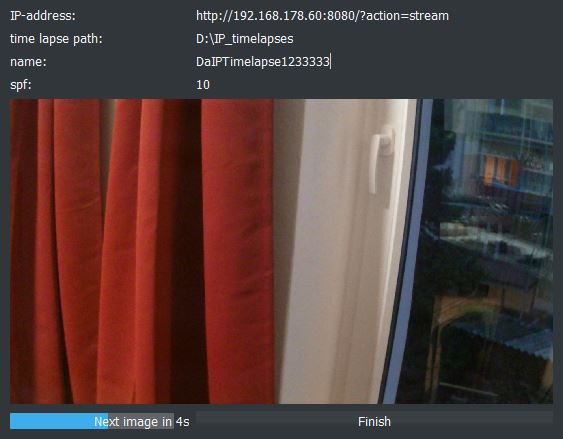 IP-address: http://192.168.178.60:8080/?action=stream
time lapse path: D:\IP_timelapses
name: DaIPTimelapse1233333
spf: 10
Next image in 4s Finish